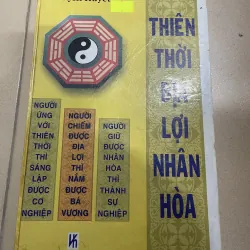 THIÊN
THỜI
ĐỊA
LỢI
NHÂN
HÒA
NGƯỜI
ỨNG
VỚI
THIÊN
THỜI
THÌ
SÁNG
LẬP
ĐƯỢC
CƠ
NGHIỆP
NGƯỜI
CHIẾM
ĐƯỢC
ĐỊA
LỢI
THÌ
NẮM
ĐƯỢC
BÁ
VƯƠNG
NGƯỜI
GIỮ
ĐƯỢC
NHÂN
HÒA
THÌ
THÀNH
SỰ
NGHIỆP